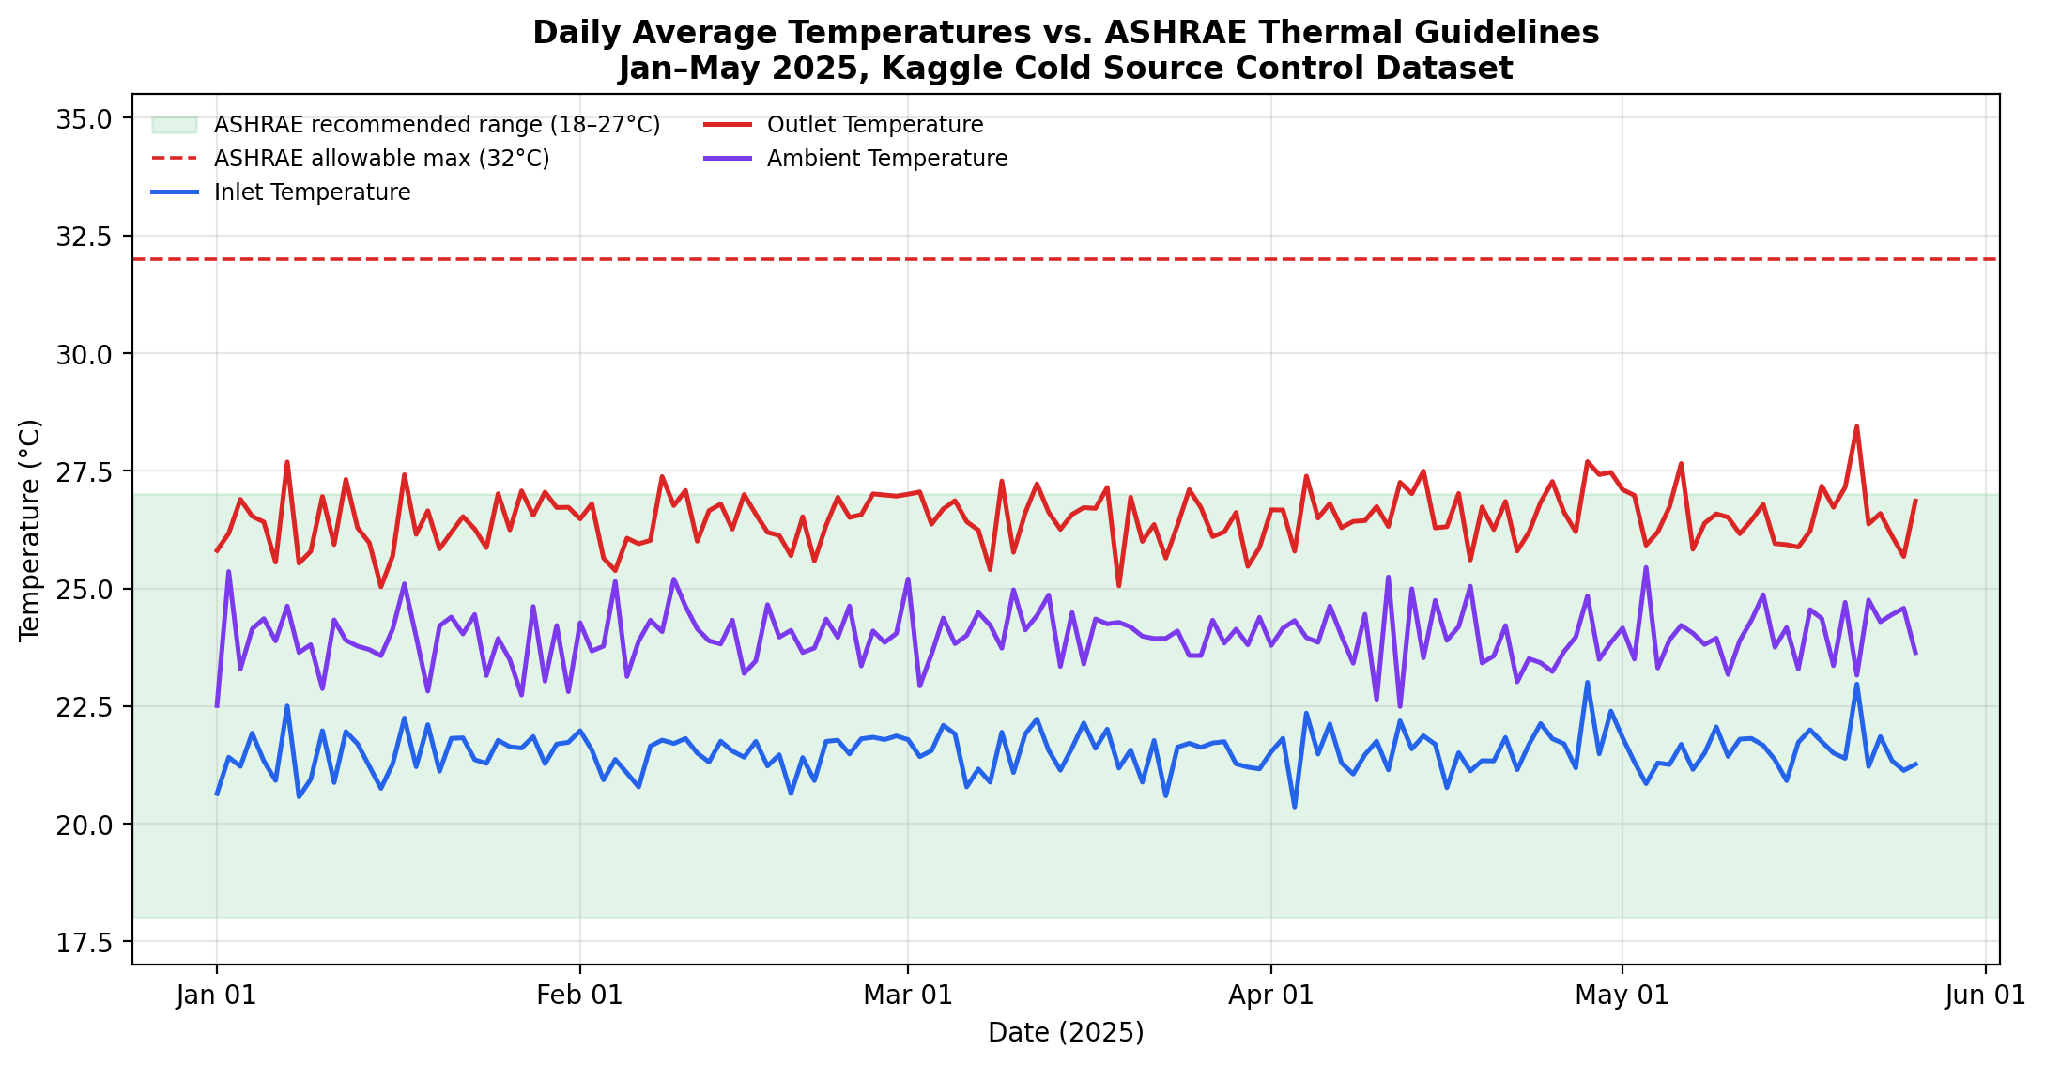 Daily Average Temperatures vs. ASHRAE Thermal Guidelines
Jan–May 2025, Kaggle Cold Source Control Dataset
ASHRAE recommended range (18–27°C)
ASHRAE allowable max (32°C)
Inlet Temperature
Outlet Temperature
Ambient Temperature
Temperature (°C)
35.0
32.5
30.0
27.5
25.0
22.5
20.0
17.5
Jan 01
Feb 01
Mar 01
Apr 01
May 01
Jun 01
Date (2025)